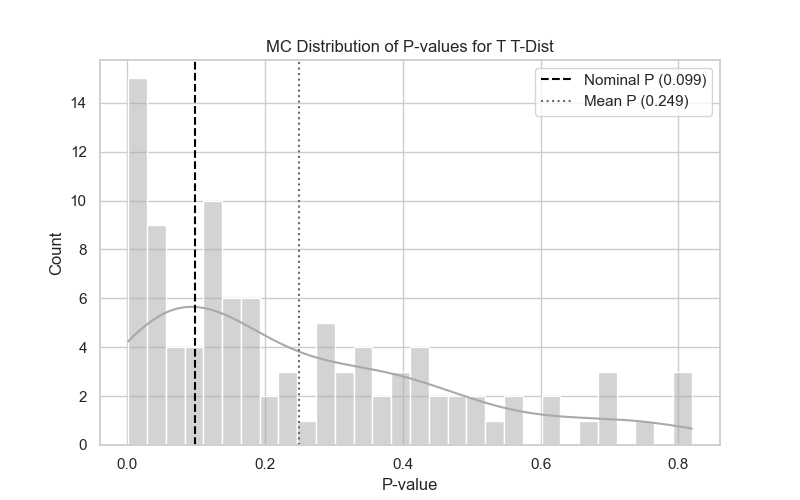 MC Distribution of P-values for T T-Dist
Nominal P (0.099)
Mean P (0.249)
Count
14
12
10
8
6
4
2
0
0.0 0.2 0.4 0.6 0.8
P-value